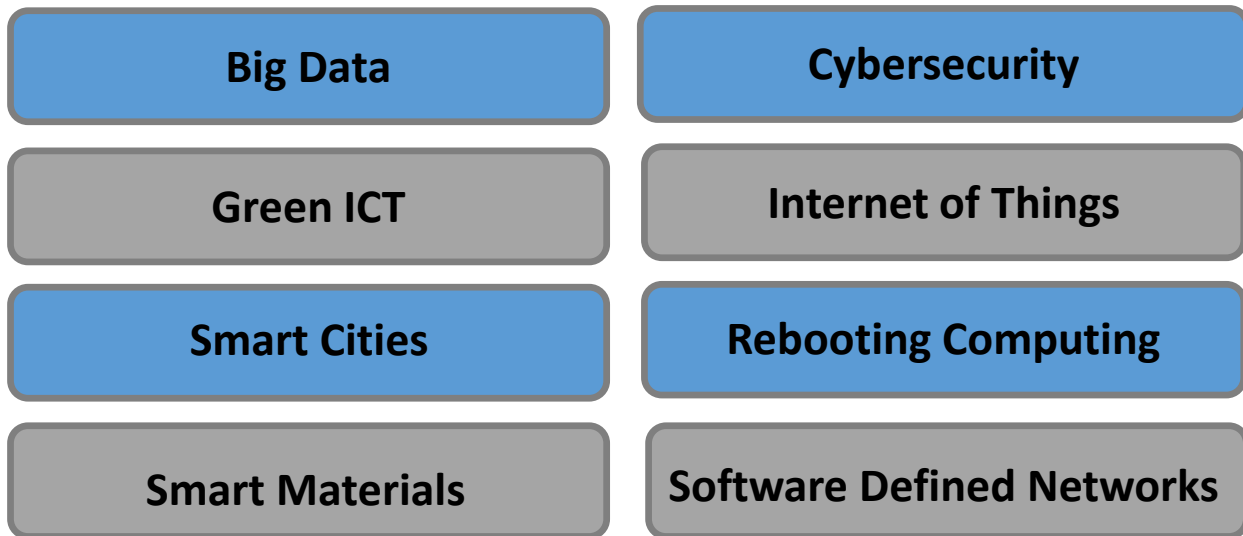 Big Data
Cybersecurity
Green ICT
Internet of Things
Smart Cities
Rebooting Computing
Smart Materials
Software Defined Networks